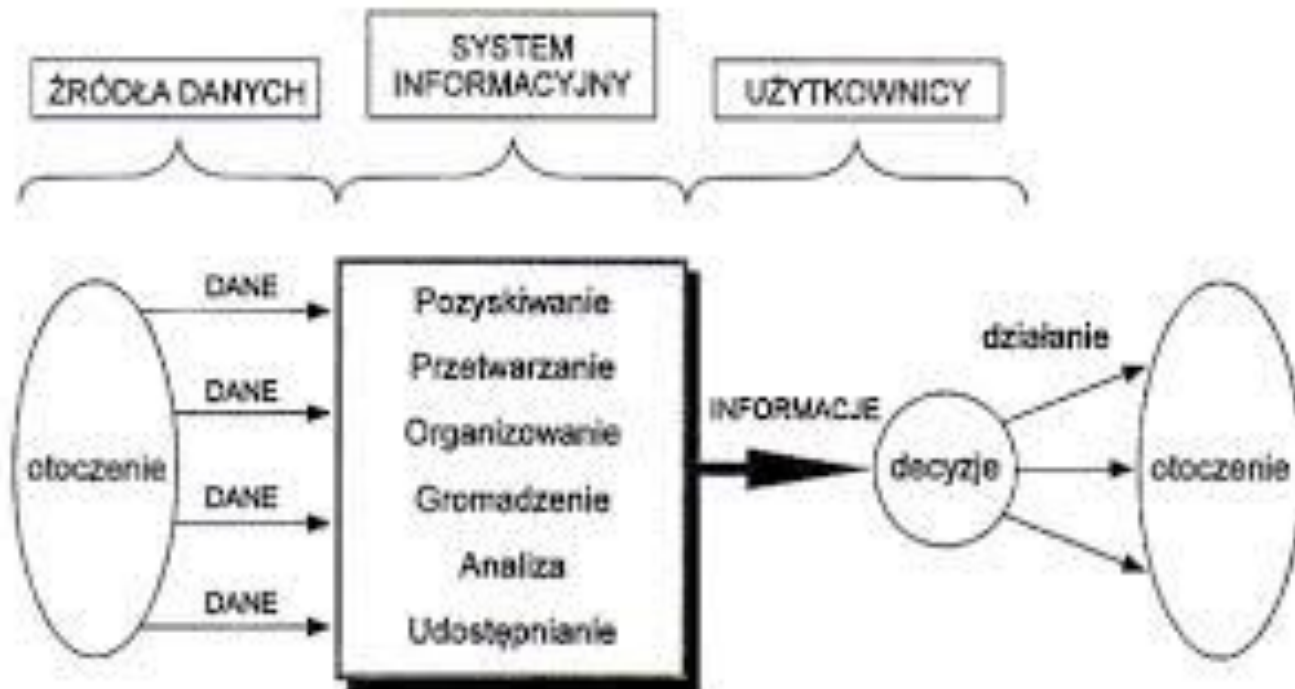 ŹRÓDŁA DANYCH
SYSTEM
INFORMACYJNY
UŻYTKOWNICY
otoczenie
DANE
DANE
DANE
DANE
Pozyskiwanie
Przetwarzanie
Organizowanie
Gromadzenie
Analiza
Udostępnianie
INFORMACJE
decyzje
działanie
otoczenie